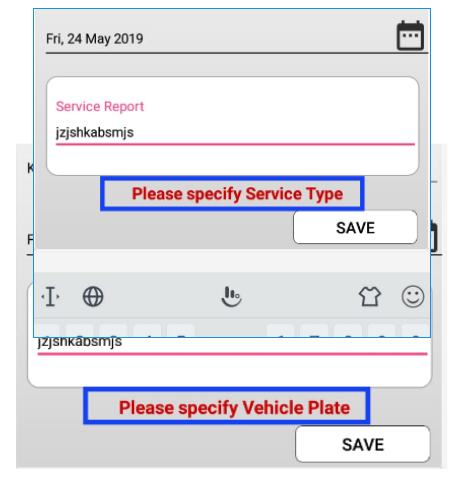 Fri, 24 May 2019
Service Report
jzjshkabsmjs
Please specify Service Type
SAVE
jzjshkabsmjs
Please specify Vehicle Plate
SAVE